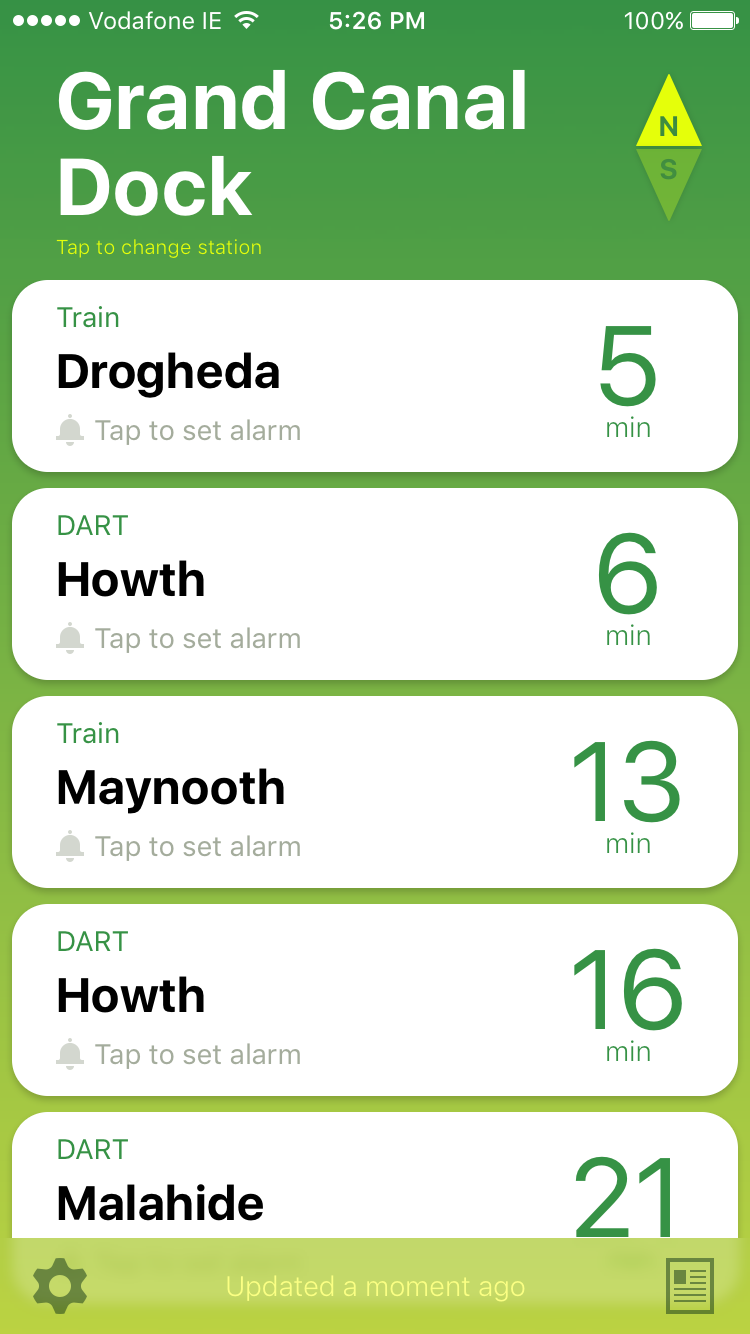 Vodafone IE 5:26 PM 100%
Grand Canal
Dock
N
S
Tap to change station
Train
Drogheda
Tap to set alarm
5
min
DART
Howth
Tap to set alarm
6
min
Train
Maynooth
Tap to set alarm
13
min
DART
Howth
Tap to set alarm
16
min
DART
Malahide
21
Updated a moment ago